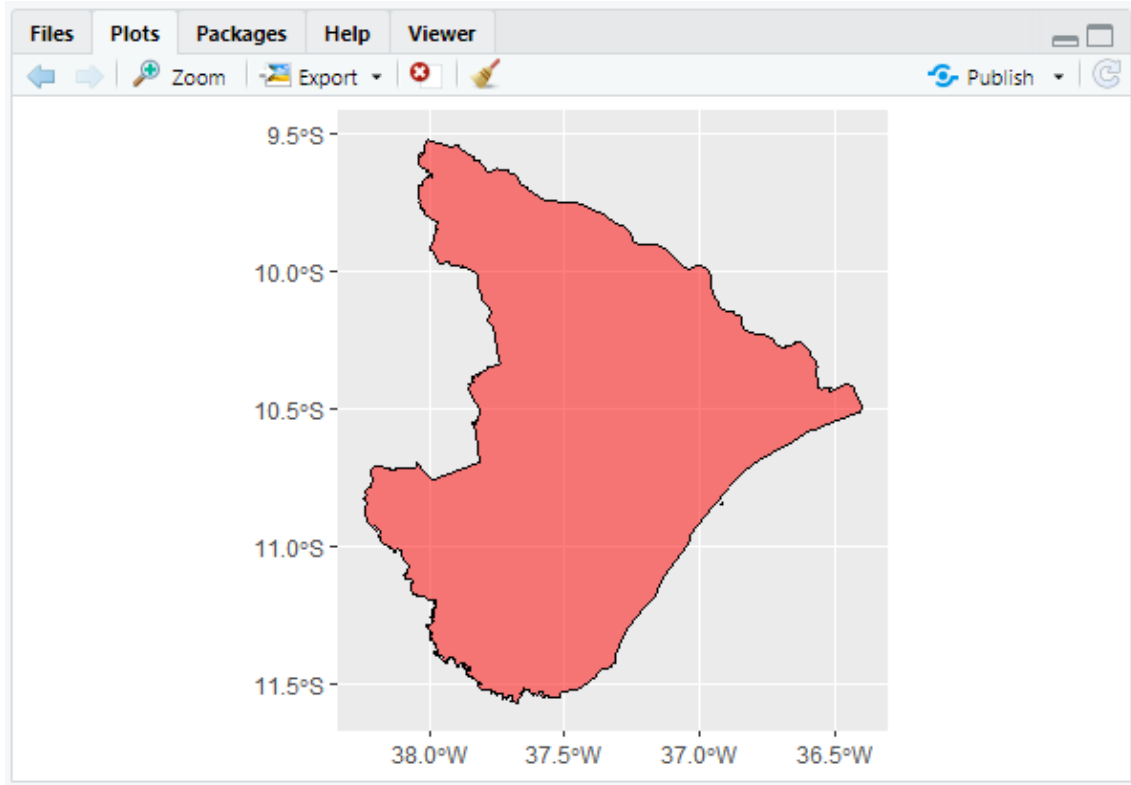 Files Plots Packages Help Viewer
Zoom Export Publish
9.5°S
10.0°S
10.5°S
11.0°S
11.5°S
38.0°W 37.5°W 37.0°W 36.5°W